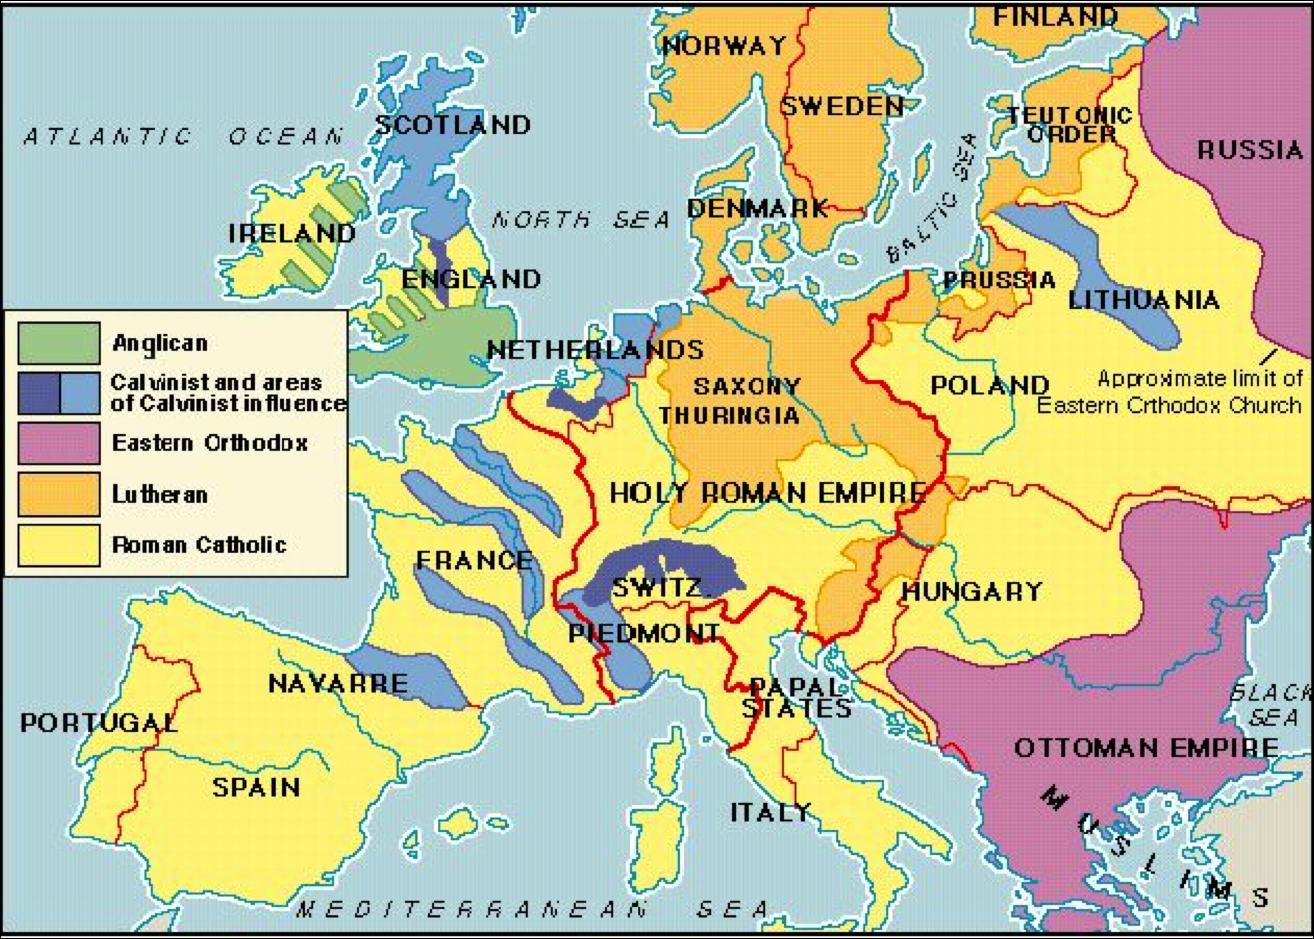 FINLAND
NORWAY
SWEDEN
TEUTONIC
ORDER
RUSSIA
ATLANTIC OCEAN
SCOTLAND
NORTH SEA
DENMARK
BALTIC SEA
IRELAND
ENGLAND
PRUSSIA
LITHUANIA
NETHERLANDS
SAXONY
THURINGIA
POLAND
Approximate limit of
Eastern Orthodox Church
Anglican
Calvinist and areas
of Calvinist influence
Eastern Orthodox
Lutheran
Roman Catholic
HOLY ROMAN EMPIRE
FRANCE
SWITZ.
HUNGARY
PIEDMONT
NAVARRE
PAPAL
STATES
BLACK
SEA
PORTUGAL
OTTOMAN EMPIRE
SPAIN
ITALY
MUSLIMS
MEDITERRANEAN SEA